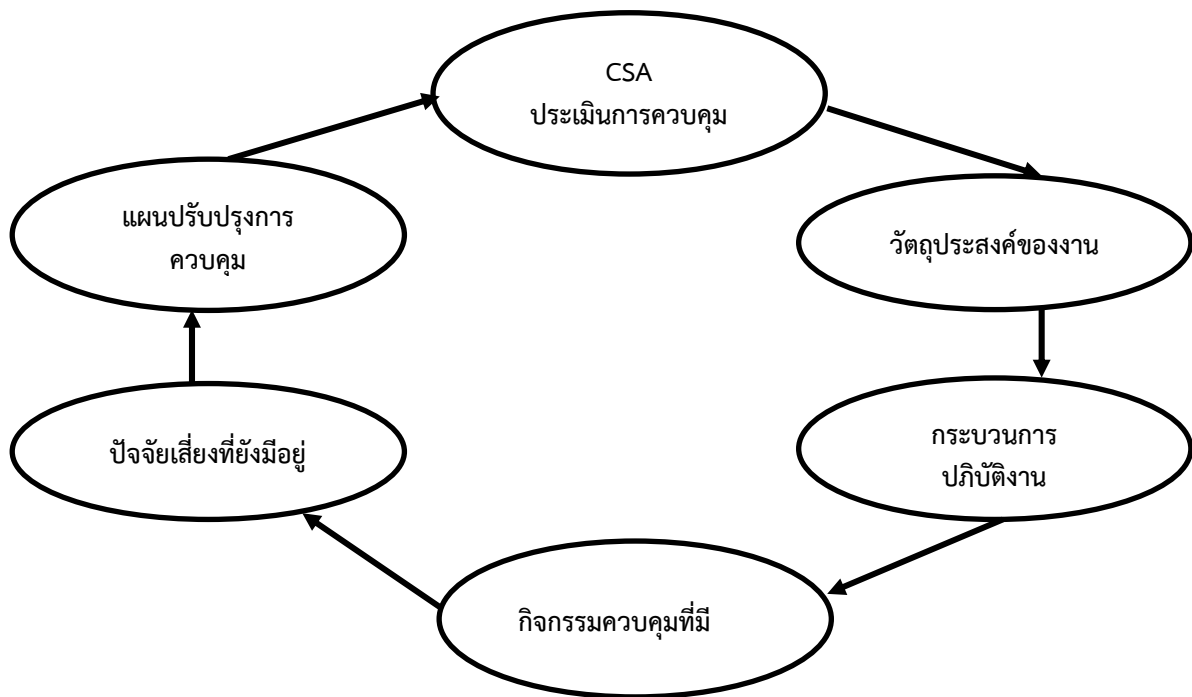 CSA
ประเมินการควบคุม
แผนปรับปรุงการ
ควบคุม
วัตถุประสงค์ของงาน
ปัจจัยเสี่ยงที่ยังมีอยู่
กระบวนการ
ปภิบัติงาน
กิจกรรมควบคุมที่มี